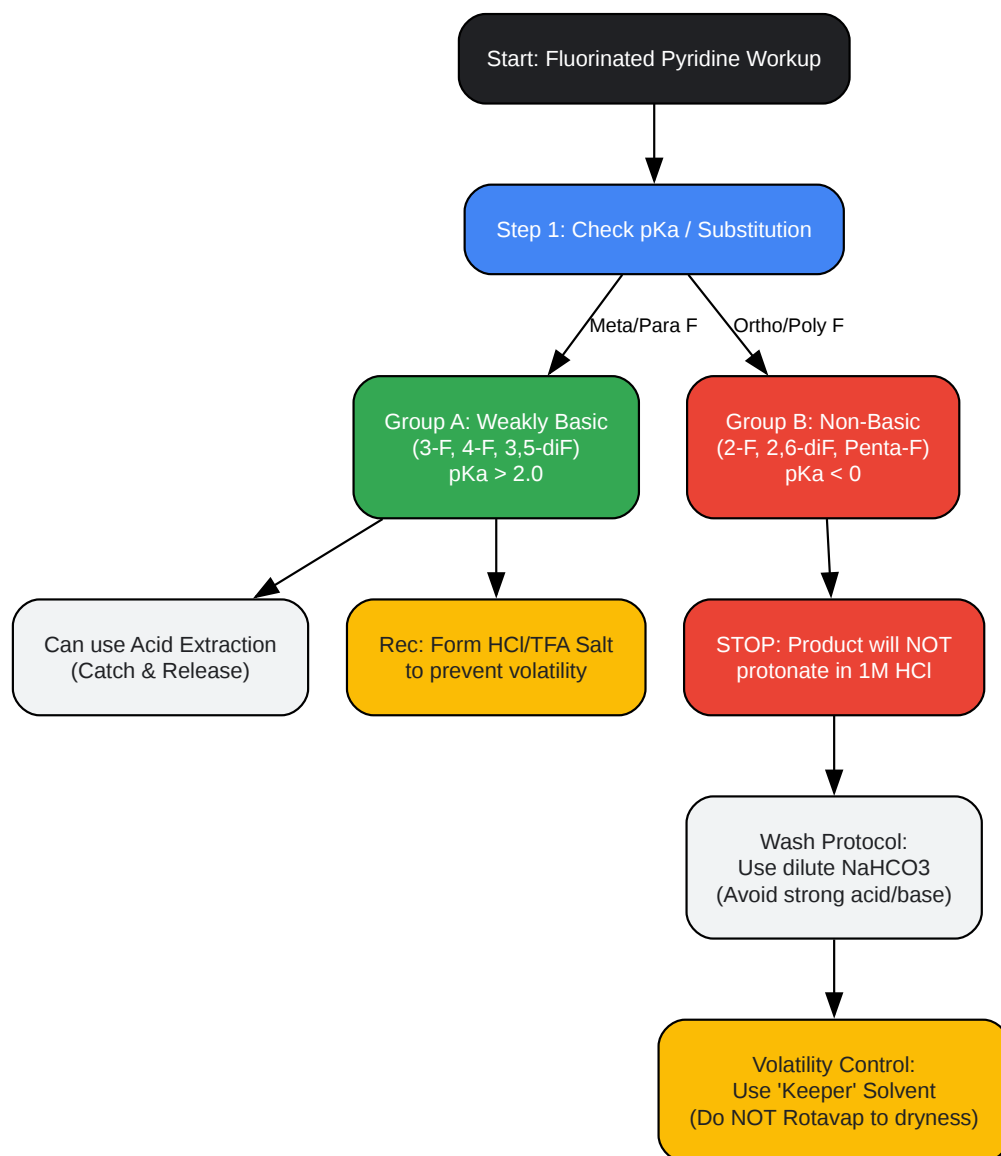 Start: Fluorinated Pyridine Workup
Step 1: Check pKa / Substitution
Meta/Para F
Ortho/Poly F
Group A: Weakly Basic
(3-F, 4-F, 3,5-diF)
pKa > 2.0
Group B: Non-Basic
(2-F, 2,6-diF, Penta-F)
pKa < 0
Can use Acid Extraction
(Catch & Release)
Rec: Form HCl/TFA Salt
to prevent volatility
STOP: Product will NOT
protonate in 1M HCl
Wash Protocol:
Use dilute NaHCO3
(Avoid strong acid/base)
Volatility Control:
Use 'Keeper' Solvent
(Do NOT Rotavap to dryness)